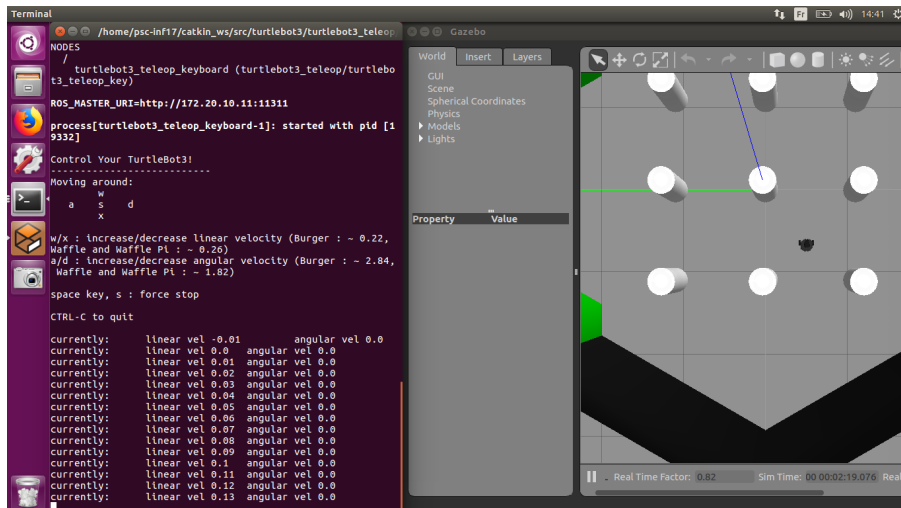 Terminal
Fr
14:41
/home/psc-inf17/catkin_ws/src/turtlebot3/turtlebot3_teleop
NODES
/
turtlebot3_teleop_keyboard (turtlebot3_teleop/turtlebo
t3_teleop_key)
ROS_MASTER_URI=http://172.20.10.11:11311
process[turtlebot3_teleop_keyboard-1]: started with pid [1
9332]
Control Your TurtleBot3!
---------------------------
Moving around:
w
a s d
x
w/x : increase/decrease linear velocity (Burger : ~ 0.22,
Waffle and Waffle Pi : ~ 0.26)
a/d : increase/decrease angular velocity (Burger : ~ 2.84,
Waffle and Waffle Pi : ~ 1.82)
space key, s : force stop
CTRL-C to quit
currently: linear vel -0.01 angular vel 0.0
currently: linear vel 0.0 angular vel 0.0
currently: linear vel 0.01 angular vel 0.0
currently: linear vel 0.02 angular vel 0.0
currently: linear vel 0.03 angular vel 0.0
currently: linear vel 0.04 angular vel 0.0
currently: linear vel 0.05 angular vel 0.0
currently: linear vel 0.06 angular vel 0.0
currently: linear vel 0.07 angular vel 0.0
currently: linear vel 0.08 angular vel 0.0
currently: linear vel 0.09 angular vel 0.0
currently: linear vel 0.1 angular vel 0.0
currently: linear vel 0.11 angular vel 0.0
currently: linear vel 0.12 angular vel 0.0
currently: linear vel 0.13 angular vel 0.0
Gazebo
World Insert Layers
GUI
Scene
Spherical Coordinates
Physics
Models
Lights
Property Value
Real Time Factor: 0.82 Sim Time: 00 00:02:19.076 Real